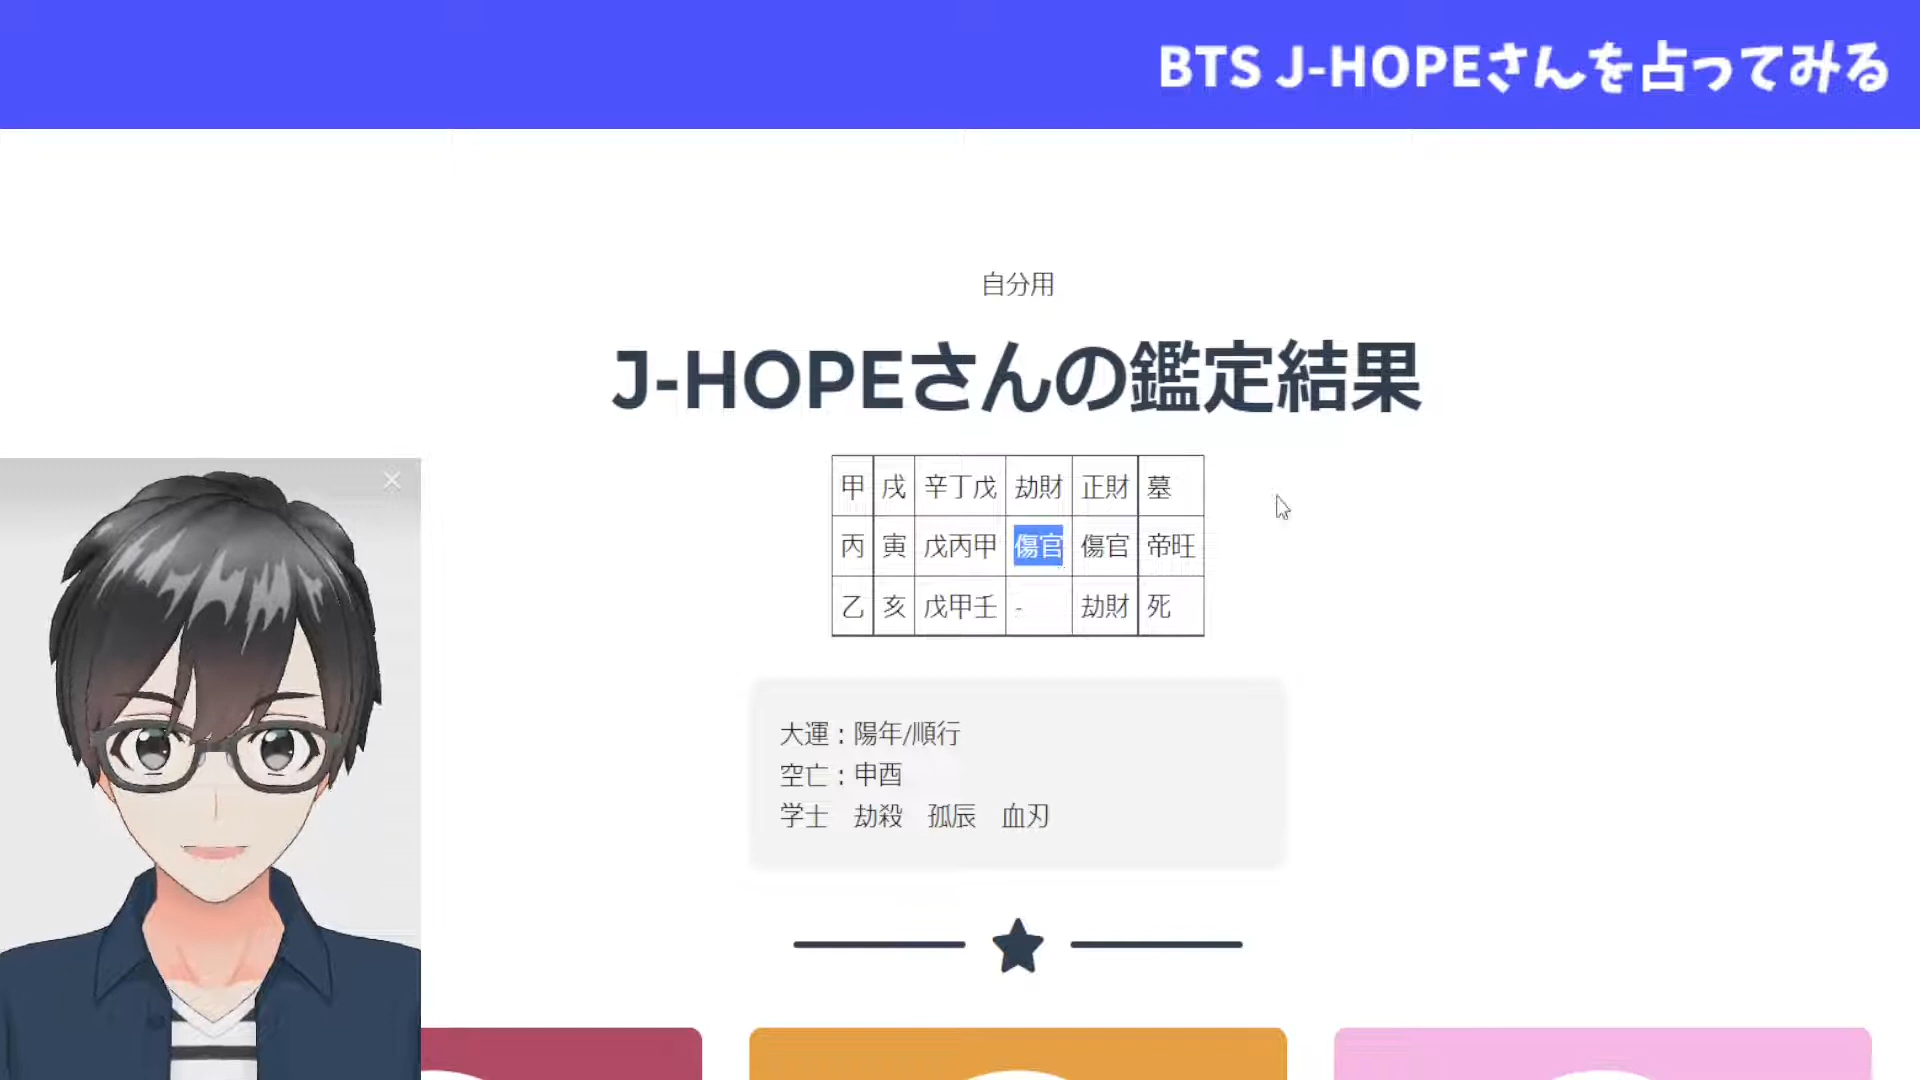 BTS J-HOPEさんを占ってみる
自分用
J-HOPEさんの鑑定結果
甲 戌 辛丁戊 劫財 正財 墓
丙 寅 戊丙甲 傷官 傷官 帝旺
乙 亥 戊甲壬 - 劫財 死
大運：陽年/順行
空亡：申酉
学士 劫殺 孤辰 血刃